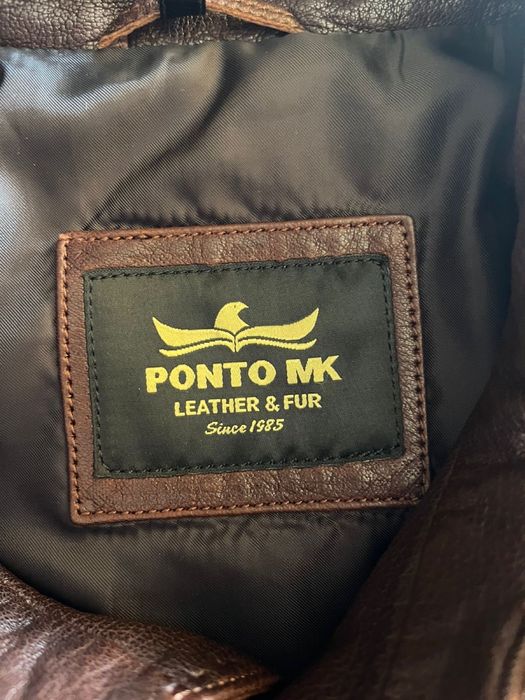 PONTO MK
LEATHER & FUR
Since 1985